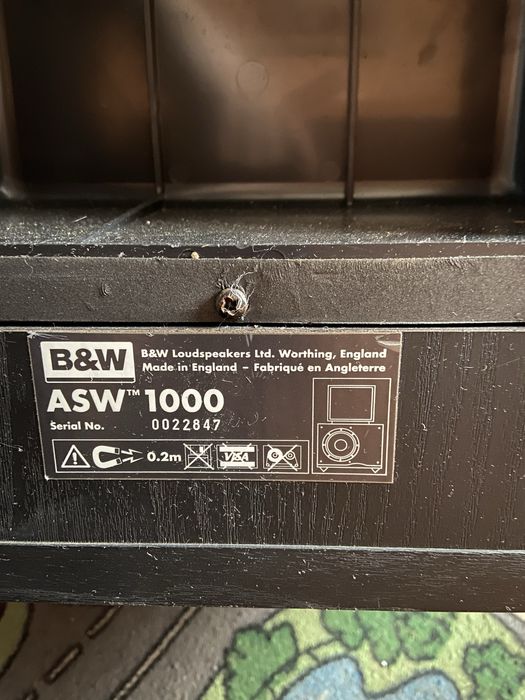 B&W
B&W Loudspeakers Ltd. Worthing, England
Made in England – Fabriqué en Angleterre
ASW™ 1000
Serial No. 0022847
0.2m
VISA